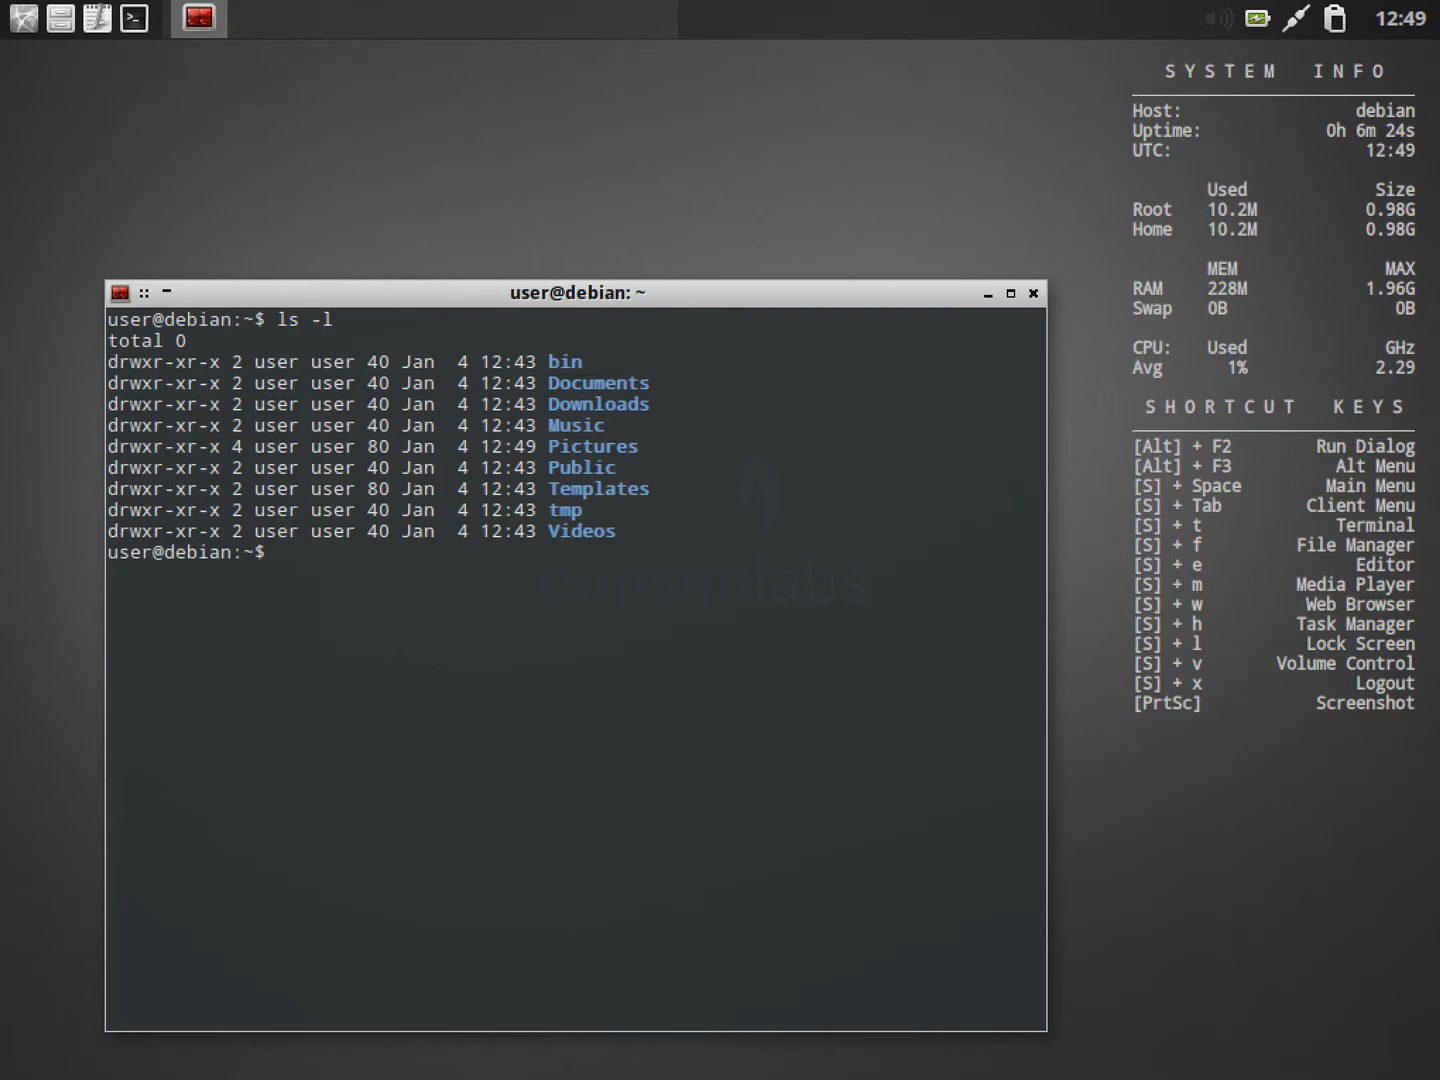 12:49
SYSTEM INFO
Host: debian
Uptime: 0h 6m 24s
UTC: 12:49
Used Size
Root 10.2M 0.98G
Home 10.2M 0.98G
MEM MAX
RAM 228M 1.96G
Swap 0B 0B
CPU: Used GHz
Avg 1% 2.29
SHORTCUT KEYS
[Alt] + F2 Run Dialog
[Alt] + F3 Alt Menu
[S] + Space Main Menu
[S] + Tab Client Menu
[S] + t Terminal
[S] + f File Manager
[S] + e Editor
[S] + m Media Player
[S] + w Web Browser
[S] + h Task Manager
[S] + l Lock Screen
[S] + v Volume Control
[S] + x Logout
[PrtSc] Screenshot
user@debian: ~
user@debian:~$ ls -l
total 0
drwxr-xr-x 2 user user 40 Jan  4 12:43 bin
drwxr-xr-x 2 user user 40 Jan  4 12:43 Documents
drwxr-xr-x 2 user user 40 Jan  4 12:43 Downloads
drwxr-xr-x 2 user user 40 Jan  4 12:43 Music
drwxr-xr-x 4 user user 80 Jan  4 12:49 Pictures
drwxr-xr-x 2 user user 40 Jan  4 12:43 Public
drwxr-xr-x 2 user user 80 Jan  4 12:43 Templates
drwxr-xr-x 2 user user 40 Jan  4 12:43 tmp
drwxr-xr-x 2 user user 40 Jan  4 12:43 Videos
user@debian:~$